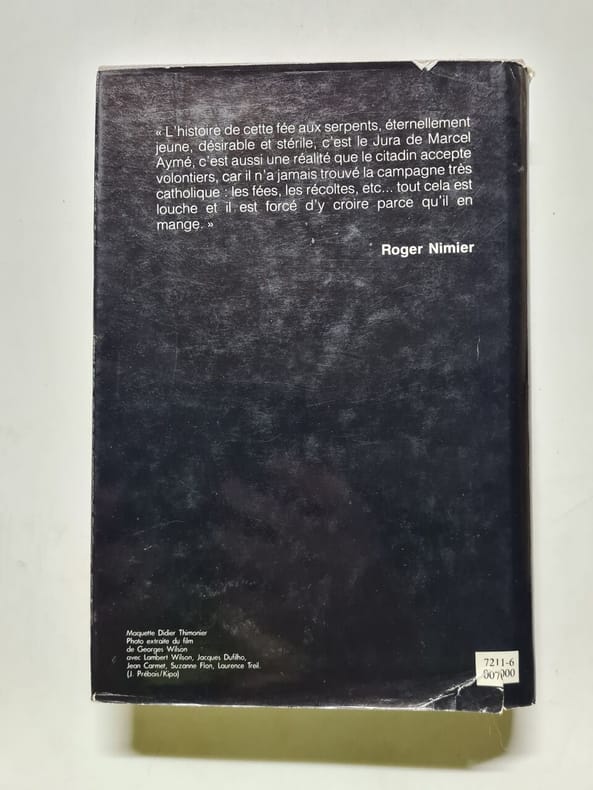 « L'histoire de cette fée aux serpents, éternellement
jeune, désirable et stérile, c'est le Jura de Marcel
Aymé, c'est aussi une réalité que le citadin accepte
volontiers, car il n'a jamais trouvé la campagne très
catholique : les fées, les récoltes, etc... tout cela est
louche et il est forcé d'y croire parce qu'il en
mange. »
Roger Nimier
Maquette Didier Thimonier
Photo extraite du film
de Georges Wilson
avec Lambert Wilson, Jacques Dufilho,
Jean Carmet, Suzanne Flon, Laurence Treil.
(J. Prébois/Kipa)
7211-6
007000